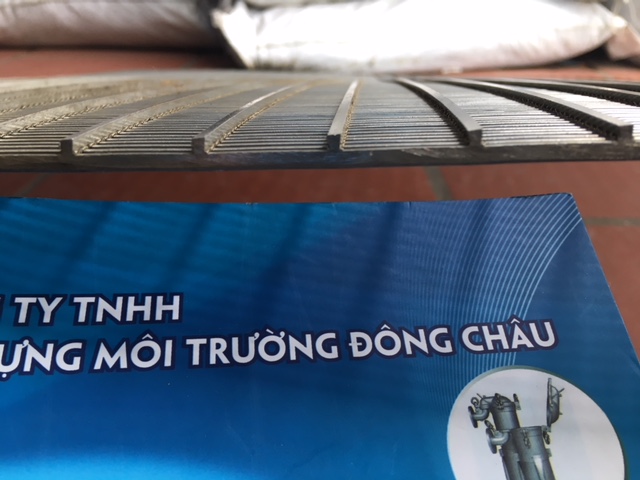 TY TNHH
ỰNG MÔI TRƯỜNG ĐÔNG CHÂU